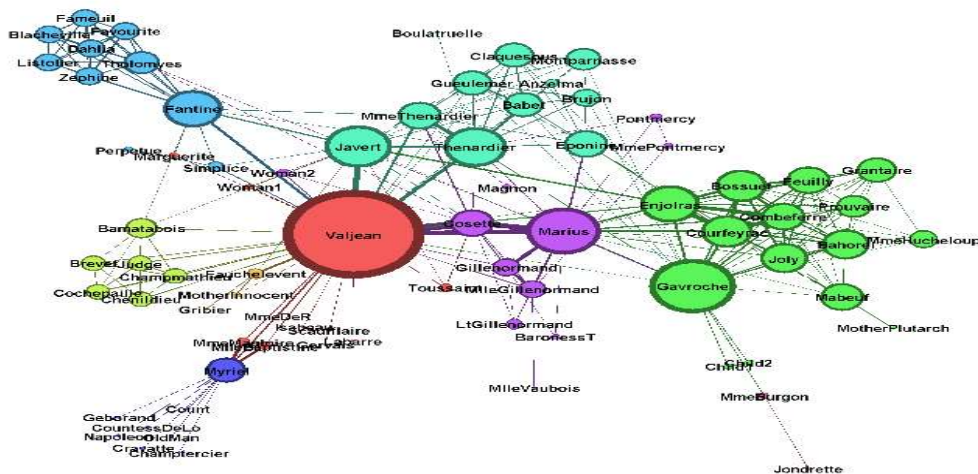 Fameuil
Blacheville Favourite
Dahlia
Listolier Tholomyes
Zephine
Fantine
Boulatruelle
Claquesous Montparnasse
Gueulemer Anzelma
Babet Brujon
MmeThenardier
Javert Thenardier Eponine
Pontmercy
MmePontmercy
Perpetue
Marguerite
Simplice
Woman2
Woman1
Magnon
Grantaire
Bossuet Feuilly
Enjolras Combeferre Prouvaire
Courfeyrac Bahorel MmeHucheloup
Joly
Bamatabois
Valjean
Cosette
Marius
Brevet Judge
Champmathieu Fauchelevent
Cochepaille Chenildieu
MotherInnocent
Gribier
Gillenormand
MlleGillenormand
Toussaint
Gavroche
Mabeuf
MotherPlutarch
MmeDeR
Isabeau
Scaufflaire
Labarre
Gervais
MmeMagloire
MlleBaptistine
LtGillenormand
BaronessT
Myriel
Child1 Child2
MlleVaubois
MmeBurgon
Count
Geborand
CountessDeLo
Napoleon OldMan
Cravatte
Champtercier
Jondrette